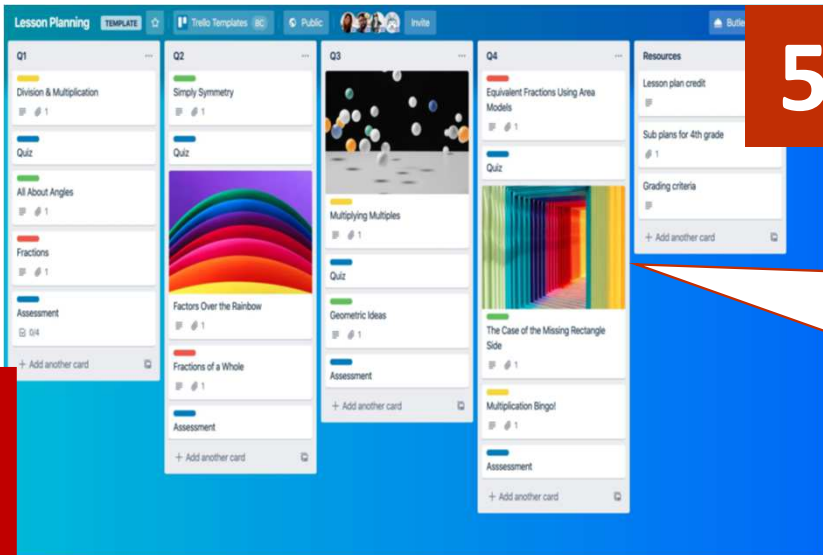 Lesson Planning TEMPLATE Trello Templates BC Public Invite
5
Q1
Division & Multiplication
1
Quiz
All About Angles
1
Fractions
1
Assessment
0/4
+ Add another card
Q2
Simply Symmetry
1
Quiz
Factors Over the Rainbow
1
Fractions of a Whole
1
Assessment
+ Add another card
Q3
Multiplying Multiples
1
Quiz
Geometric Ideas
1
Assessment
+ Add another card
Q4
Equivalent Fractions Using Area
Models
1
Quiz
The Case of the Missing Rectangle
Side
1
Multiplication Bingo!
1
Asssessment
+ Add another card
Resources
Lesson plan credit
Sub plans for 4th grade
1
Grading criteria
+ Add another card